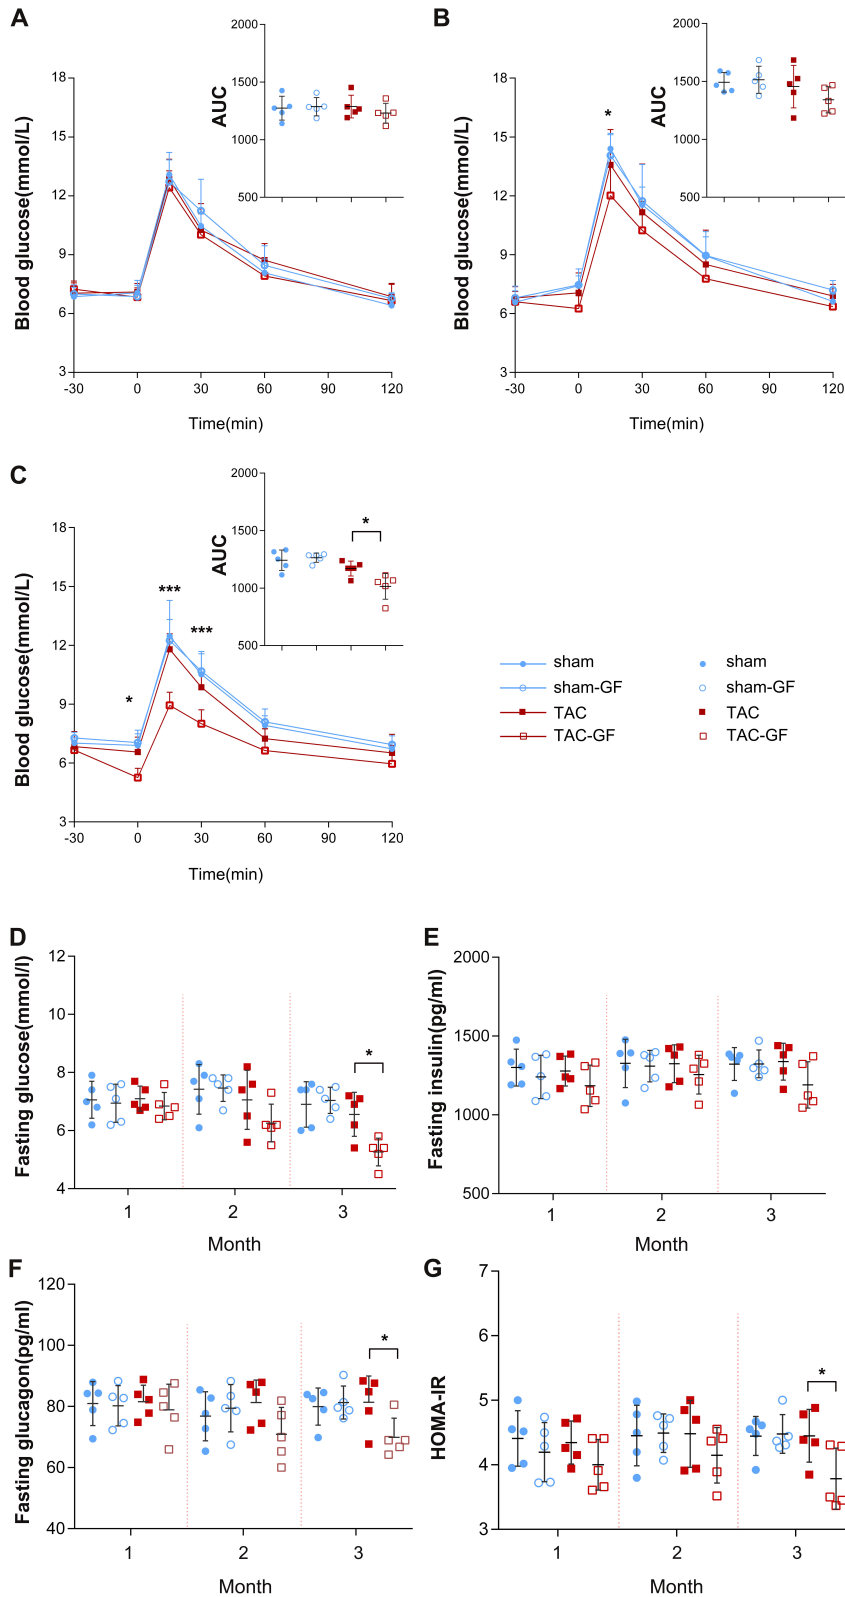 A
B
2000
1500
1000
500
AUC
18
15
12
9
6
3
Blood glucose(mmol/L)
-30
0
30
60
90
120
Time(min)
2000
1500
1000
500
AUC
*
18
15
12
9
6
3
Blood glucose(mmol/L)
-30
0
30
60
90
120
Time(min)
C
2000
1500
1000
500
AUC
*
18
15
12
9
6
3
Blood glucose(mmol/L)
*
***
***
-30
0
30
60
90
120
Time(min)
sham
sham-GF
TAC
TAC-GF
sham
sham-GF
TAC
TAC-GF
D
12
10
8
6
4
Fasting glucose(mmol/l)
*
1
2
3
Month
E
2000
1500
1000
500
Fasting insulin(pg/ml)
1
2
3
Month
F
120
100
80
60
40
Fasting glucagon(pg/ml)
*
1
2
3
Month
G
7
6
5
4
3
HOMA-IR
*
1
2
3
Month